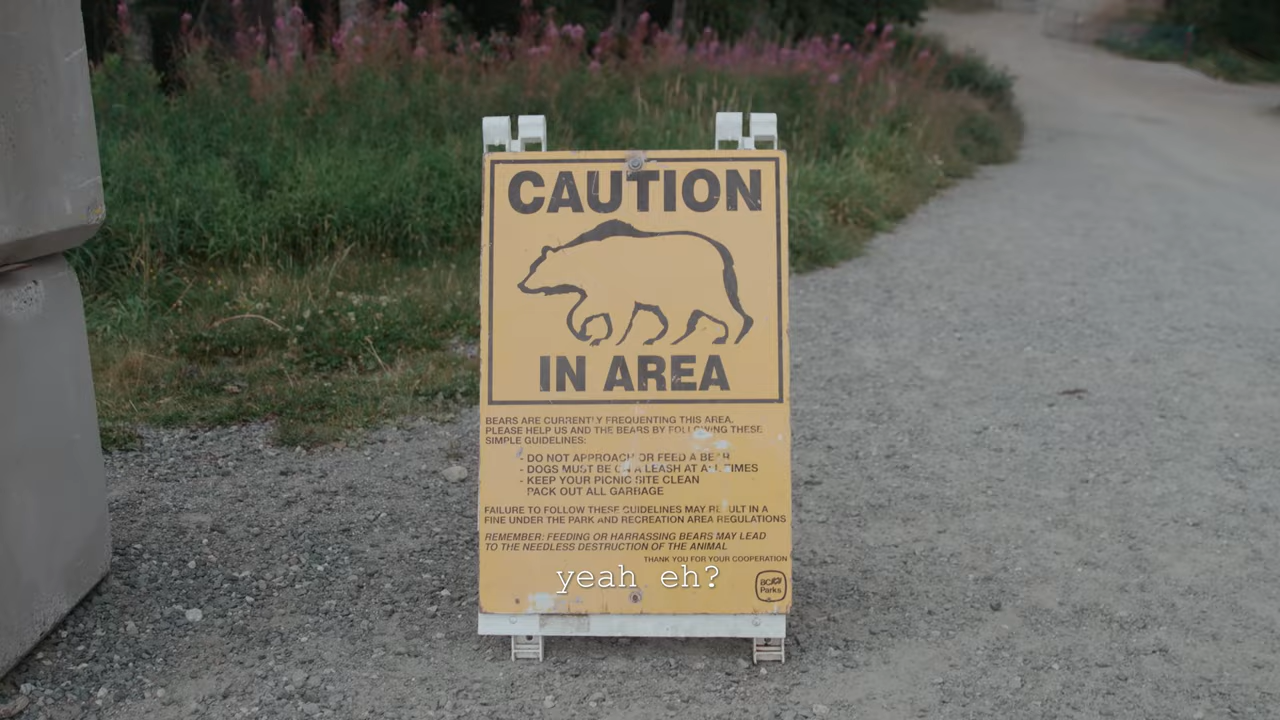 CAUTION
IN AREA
BEARS ARE CURRENTLY FREQUENTING THIS AREA.
PLEASE HELP US AND THE BEARS BY FOLLOWING THESE
SIMPLE GUIDELINES:
- DO NOT APPROACH OR FEED A BEAR
- DOGS MUST BE ON A LEASH AT ALL TIMES
- KEEP YOUR PICNIC SITE CLEAN
PACK OUT ALL GARBAGE
FAILURE TO FOLLOW THESE GUIDELINES MAY RESULT IN A
FINE UNDER THE PARK AND RECREATION AREA REGULATIONS
REMEMBER: FEEDING OR HARRASSING BEARS MAY LEAD
TO THE NEEDLESS DESTRUCTION OF THE ANIMAL
THANK YOU FOR YOUR COOPERATION
yeah eh?
BC
Parks